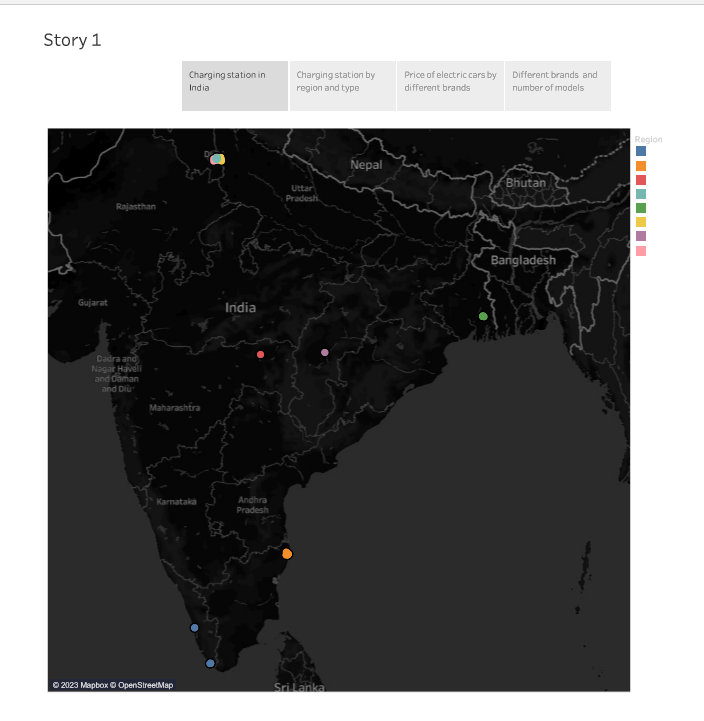 Story 1
Charging station in
India
Charging station by
region and type
Price of electric cars by
different brands
Different brands and
number of models
Region
Nepal
Bhutan
Uttar
Pradesh
Rajasthan
Bangladesh
Gujarat
India
Dadra and
Nagar Haveli
and Daman
and Diu
Maharashtra
Karnataka
Andhra
Pradesh
© 2023 Mapbox © OpenStreetMap
Sri Lanka